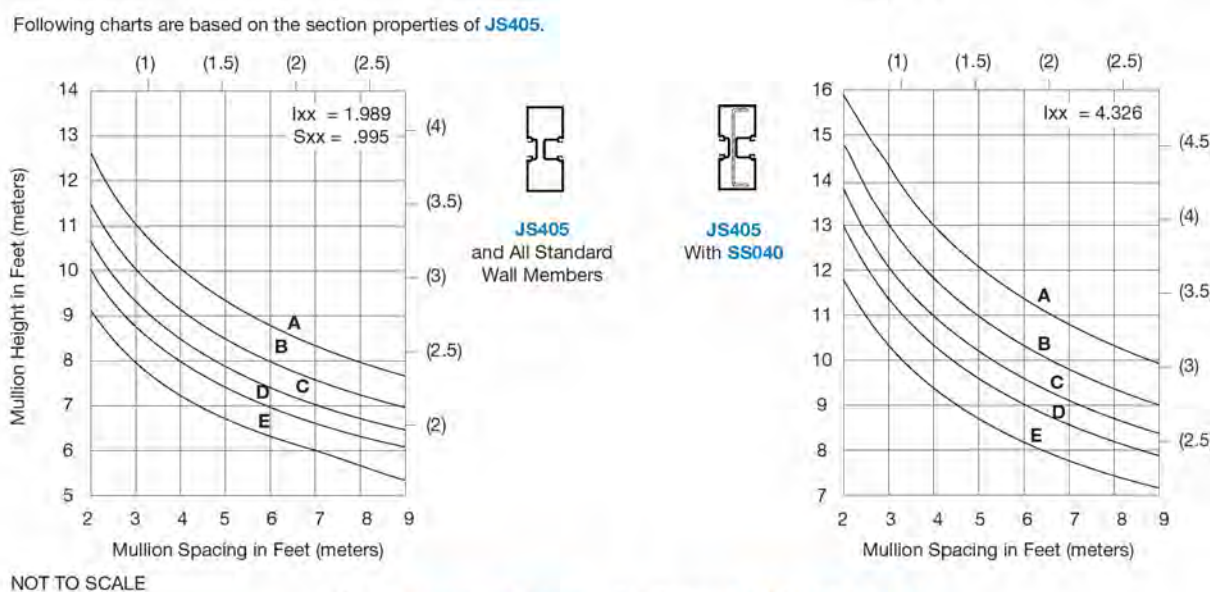 Following charts are based on the section properties of JS405.
(1) (1.5) (2) (2.5)
14
13
12
11
10
9
8
7
6
5
Mullion Height in Feet (meters)
Ixx = 1.989
Sxx = .995
(4)
(3.5)
(3)
(2.5)
(2)
A
B
C
D
E
2 3 4 5 6 7 8 9
Mullion Spacing in Feet (meters)
JS405
and All Standard
Wall Members
JS405
With SS040
(1) (1.5) (2) (2.5)
16
15
14
13
12
11
10
9
8
7
Ixx = 4.326
(4.5)
(4)
(3.5)
(3)
(2.5)
A
B
C
D
E
2 3 4 5 6 7 8 9
Mullion Spacing in Feet (meters)
NOT TO SCALE